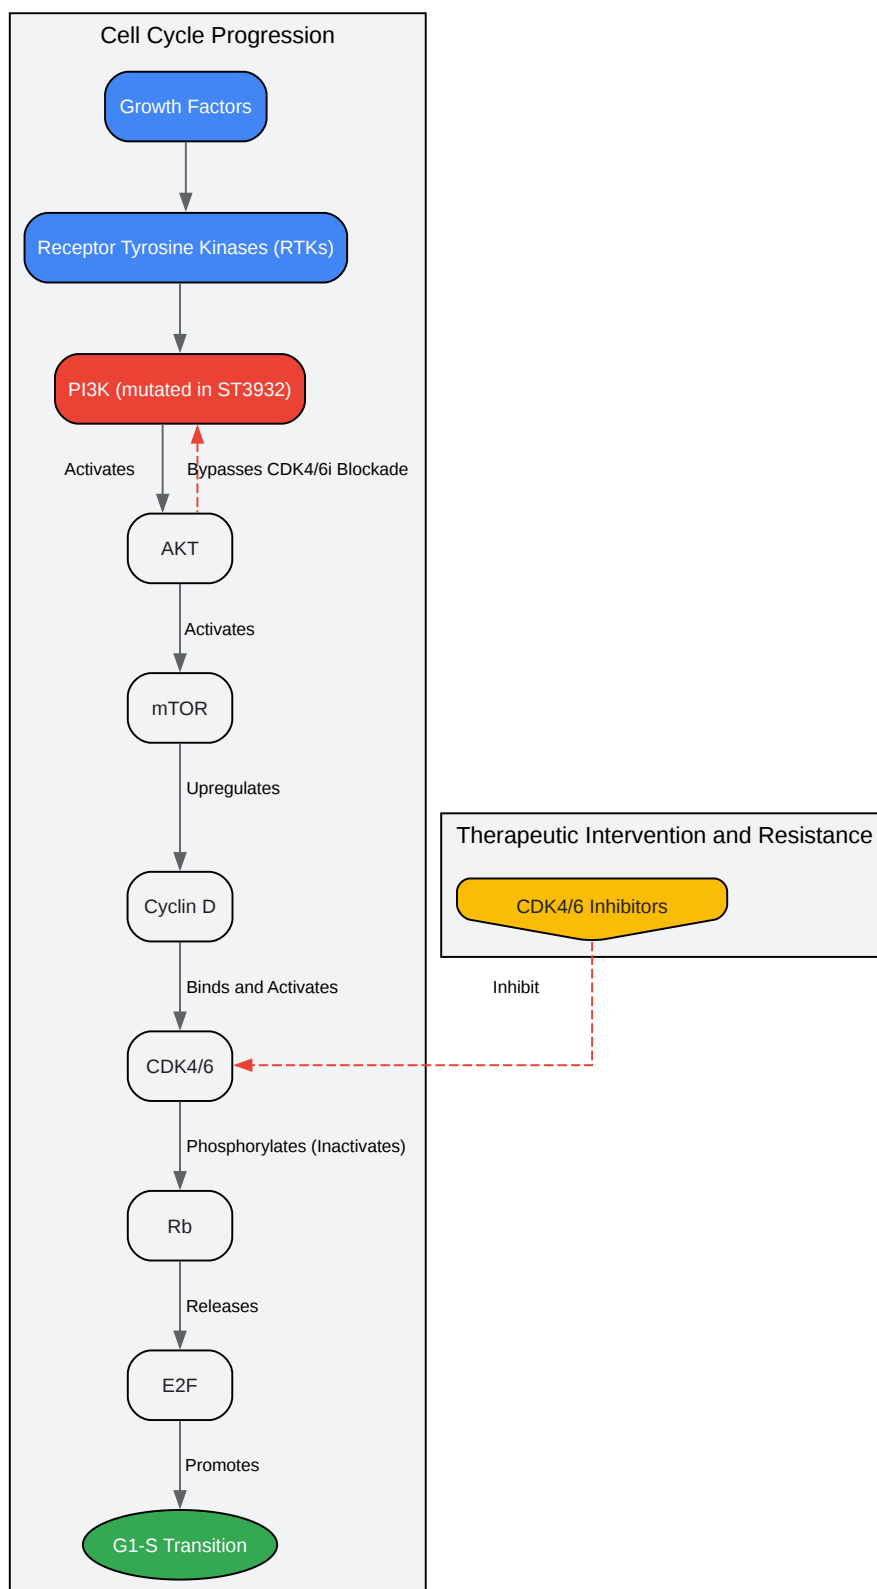 Cell Cycle Progression
Growth Factors
Receptor Tyrosine Kinases (RTKs)
PI3K (mutated in ST3932)
Activates
Bypasses CDK4/6i Blockade
AKT
Activates
mTOR
Upregulates
Therapeutic Intervention and Resistance
CDK4/6 Inhibitors
Cyclin D
Binds and Activates
Inhibit
CDK4/6
Phosphorylates (Inactivates)
Rb
Releases
E2F
Promotes
G1-S Transition